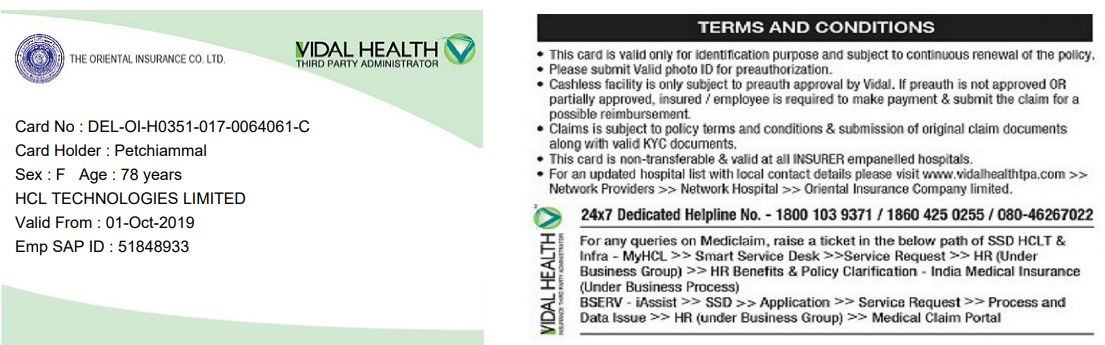 THE ORIENTAL INSURANCE CO. LTD.
VIDAL HEALTH
THIRD PARTY ADMINISTRATOR
Card No : DEL-OI-H0351-017-0064061-C
Card Holder : Petchiammal
Sex : F Age : 78 years
HCL TECHNOLOGIES LIMITED
Valid From : 01-Oct-2019
Emp SAP ID : 51848933
TERMS AND CONDITIONS
• This card is valid only for identification purpose and subject to continuous renewal of the policy.
• Please submit Valid photo ID for preauthorization.
• Cashless facility is only subject to preauth approval by Vidal. If preauth is not approved OR
partially approved, insured / employee is required to make payment & submit the claim for a
possible reimbursement.
• Claims is subject to policy terms and conditions & submission of original claim documents
along with valid KYC documents.
• This card is non-transferable & valid at all INSURER empanelled hospitals.
• For an updated hospital list with local contact details please visit www.vidalhealthtpa.com >>
Network Providers >> Network Hospital >> Oriental Insurance Company limited.
24x7 Dedicated Helpline No. - 1800 103 9371 / 1860 425 0255 / 080-46267022
VIDAL HEALTH
INSURANCE THIRD PARTY ADMINISTRATOR
For any queries on Mediclaim, raise a ticket in the below path of SSD HCLT &
Infra - MyHCL >> Smart Service Desk >>Service Request >> HR (Under
Business Group) >> HR Benefits & Policy Clarification - India Medical Insurance
(Under Business Process)
BSERV - iAssist >> SSD >> Application >> Service Request >> Process and
Data Issue >> HR (under Business Group) >> Medical Claim Portal